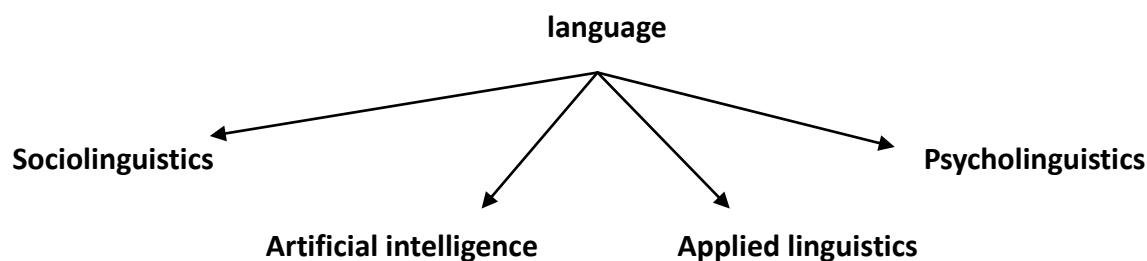 language
Sociolinguistics
Psycholinguistics
Artificial intelligence
Applied linguistics